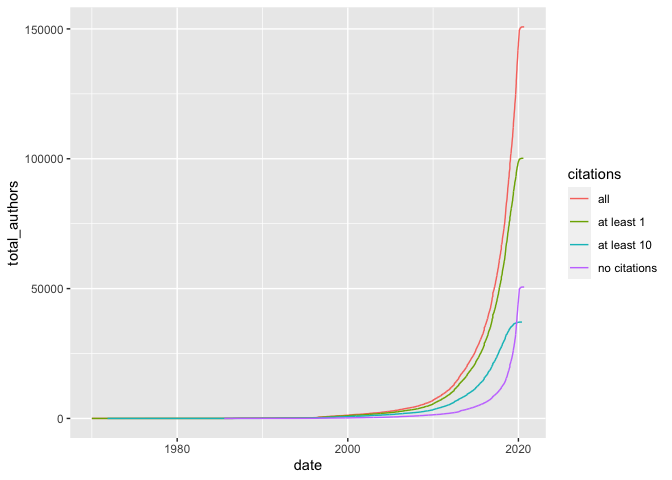 150000
100000
50000
0
total_authors
1980
2000
2020
date
citations
all
at least 1
at least 10
no citations